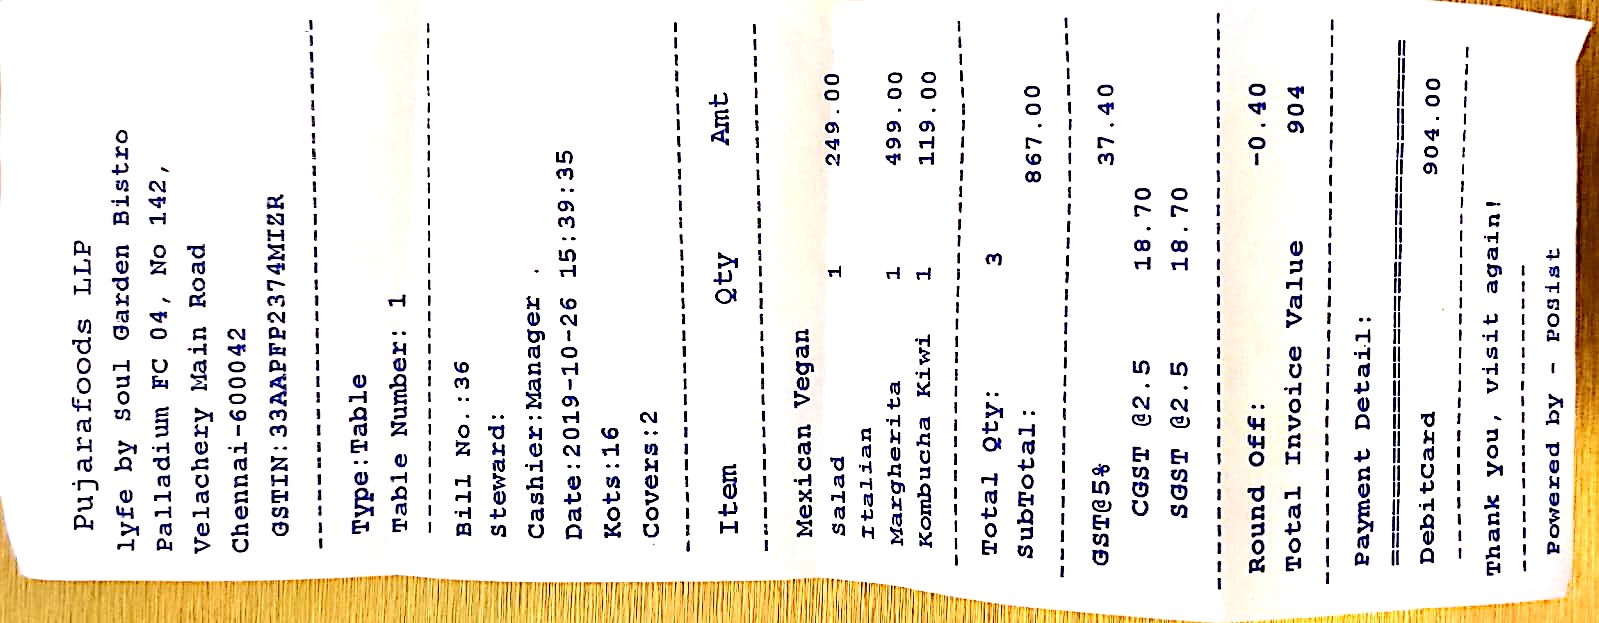 Pujarafoods LLP
lyfe by Soul Garden Bistro
Palladium FC 04, No 142,
Velachery Main Road
Chennai-600042
GSTIN:33AAPFP2374M1ZR
Type:Table
Table Number: 1
Bill No.:36
Steward:
Cashier:Manager .
Date:2019-10-26 15:39:35
Kots:16
Covers:2
Item Qty Amt
Mexican Vegan
Salad 1 249.00
Italian
Margherita 1 499.00
Kombucha Kiwi 1 119.00
Total Qty: 3
SubTotal: 867.00
GST@5% 37.40
CGST @2.5 18.70
SGST @2.5 18.70
Round Off: -0.40
Total Invoice Value 904
Payment Detail:
DebitCard 904.00
Thank you, visit again!
Powered by - POSist